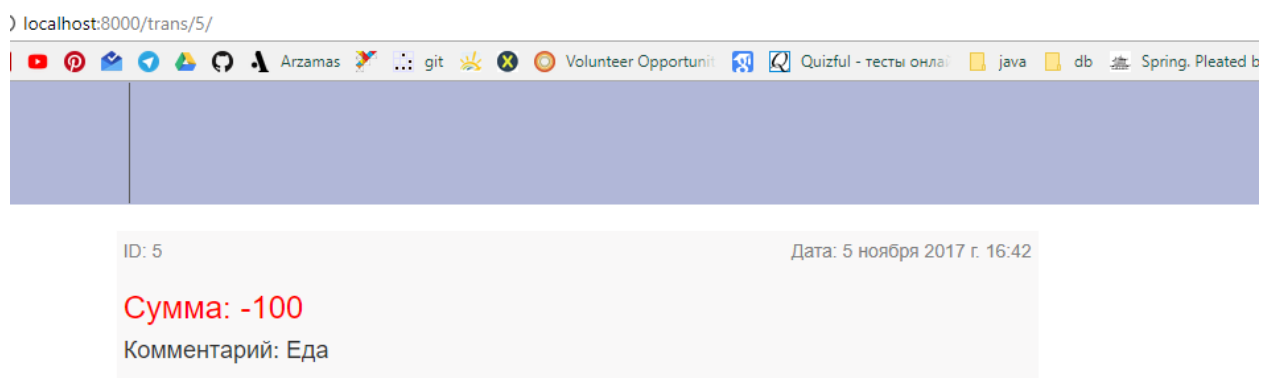 localhost:8000/trans/5/
Arzamas git Volunteer Opportunit Quizful - тесты онлай java db Spring. Pleated b
ID: 5 Дата: 5 ноября 2017 г. 16:42
Сумма: -100
Комментарий: Еда